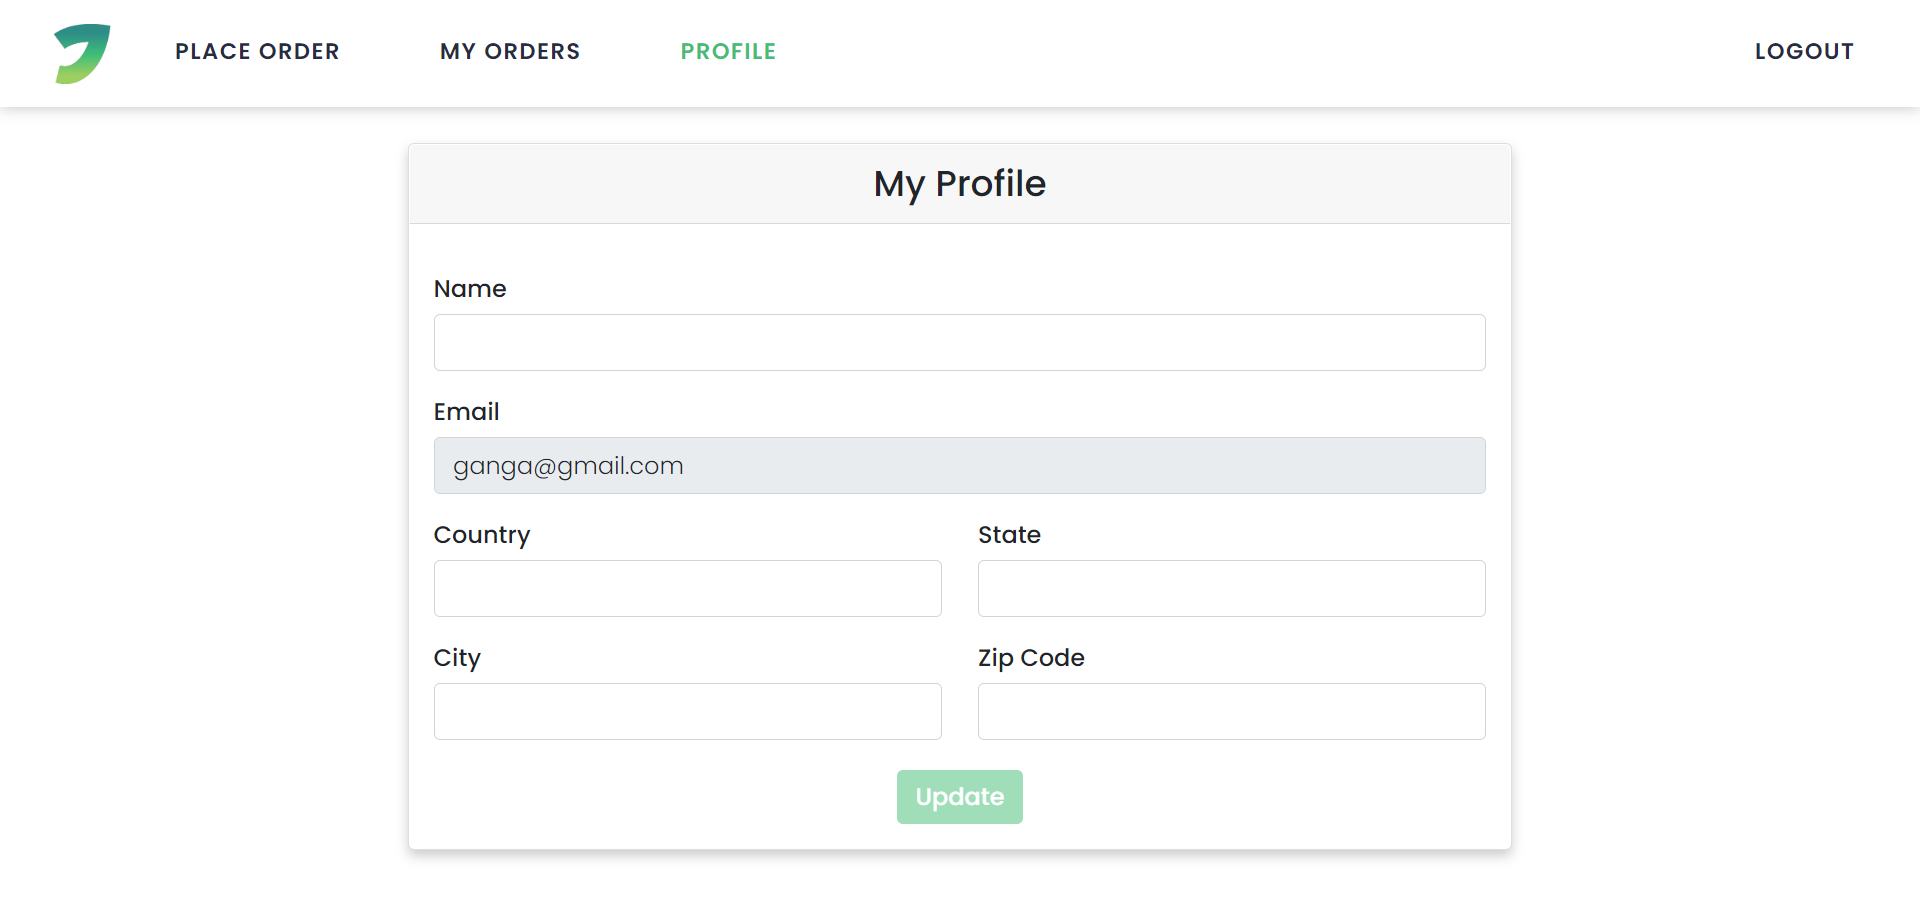 PLACE ORDER MY ORDERS PROFILE LOGOUT
My Profile
Name
Email
ganga@gmail.com
Country State
City Zip Code
Update